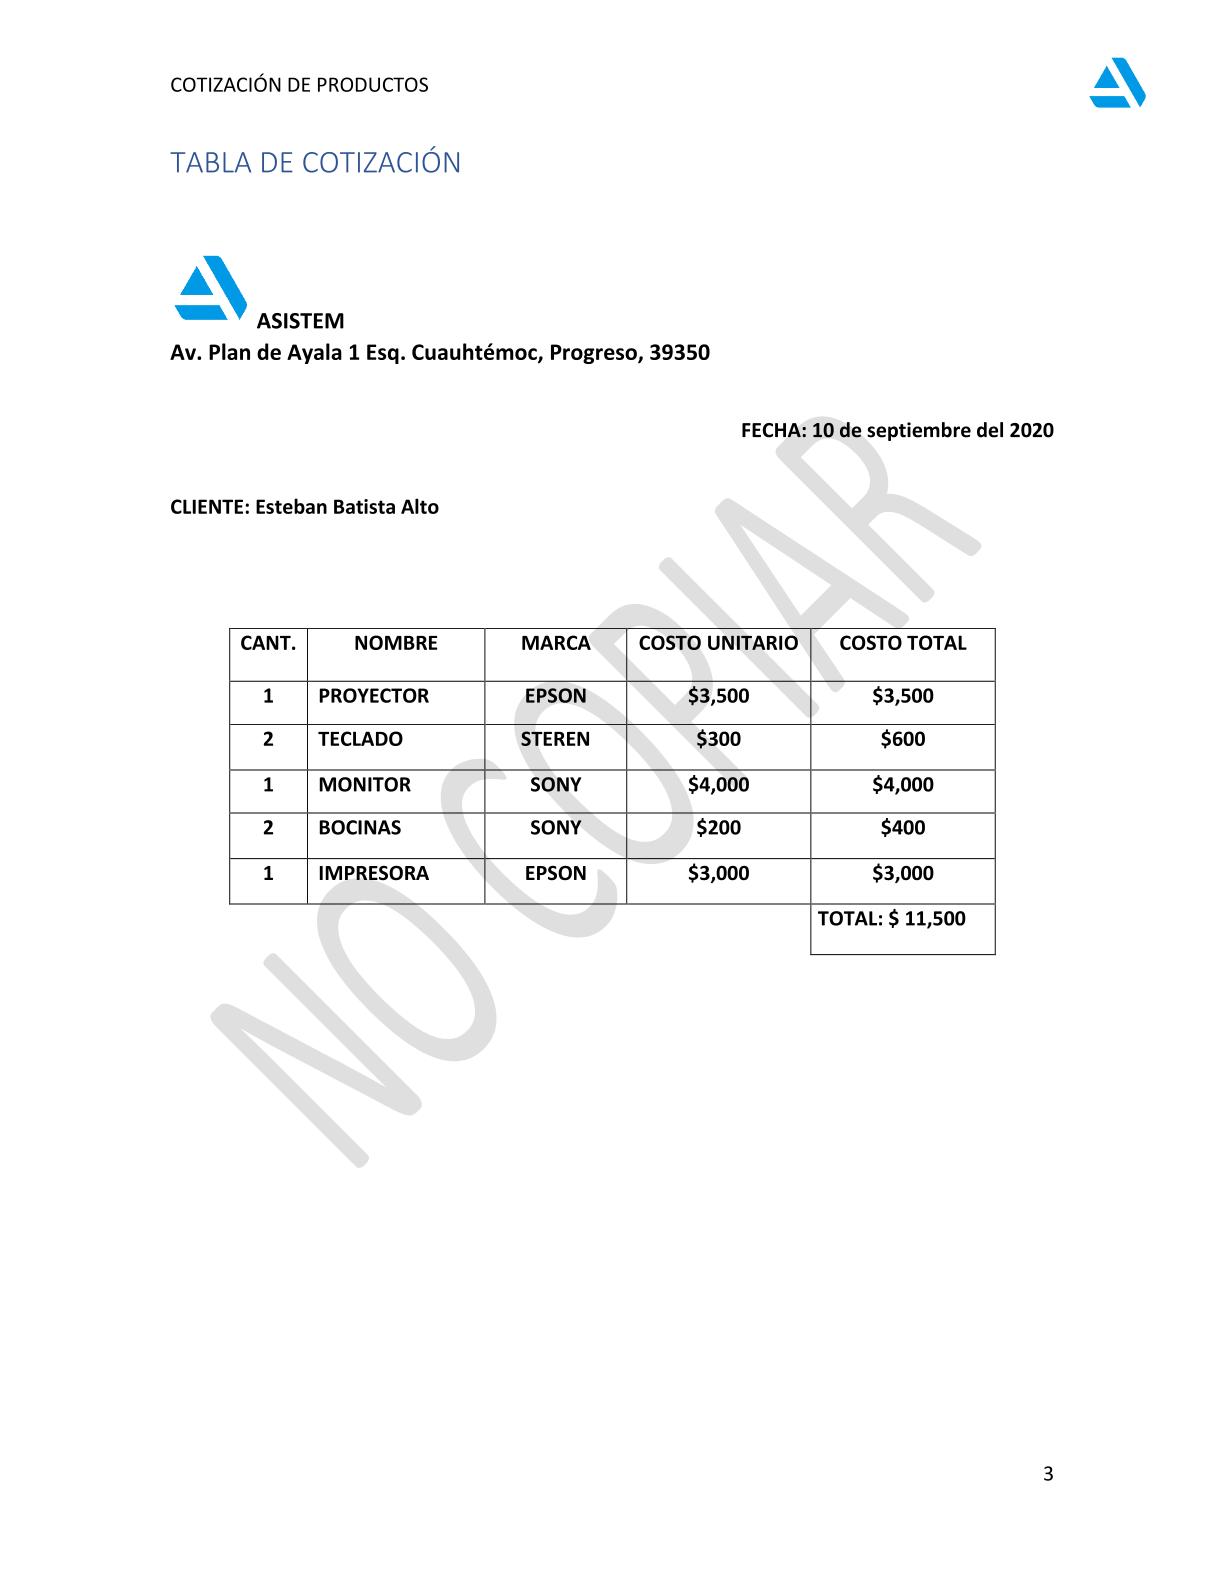 COTIZACIÓN DE PRODUCTOS
TABLA DE COTIZACIÓN
ASISTEM
Av. Plan de Ayala 1 Esq. Cuauhtémoc, Progreso, 39350
FECHA: 10 de septiembre del 2020
CLIENTE: Esteban Batista Alto
CANT. NOMBRE MARCA COSTO UNITARIO COSTO TOTAL
1 PROYECTOR EPSON $3,500 $3,500
2 TECLADO STEREN $300 $600
1 MONITOR SONY $4,000 $4,000
2 BOCINAS SONY $200 $400
1 IMPRESORA EPSON $3,000 $3,000
TOTAL: $ 11,500
NO COPIAR
3